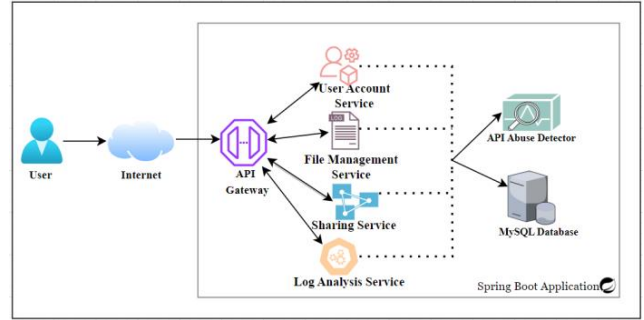 User
Internet
API
Gateway
User Account
Service
LOG
File Management
Service
Sharing Service
Log Analysis Service
API Abuse Detector
MySQL Database
Spring Boot Application